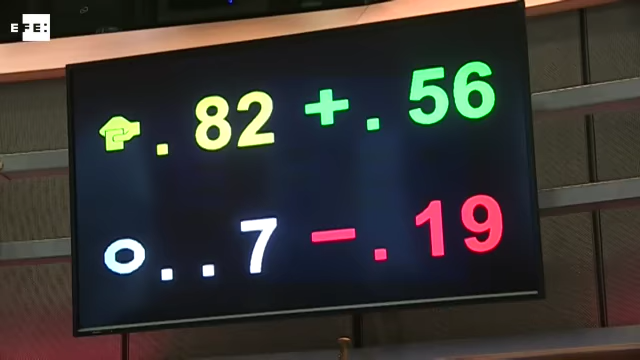 EFE:
. 82 + . 56
. . 7 - . 19